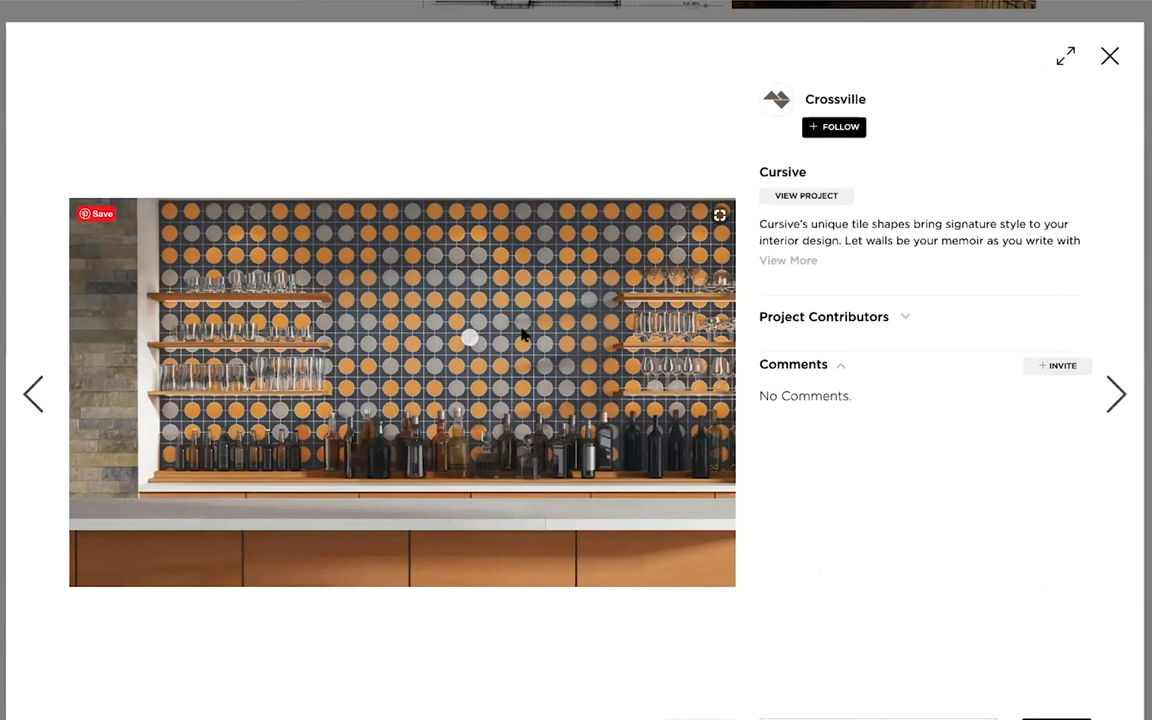 Crossville
+ FOLLOW
Cursive
VIEW PROJECT
Cursive's unique tile shapes bring signature style to your
interior design. Let walls be your memoir as you write with
View More
Project Contributors
Comments
+ INVITE
No Comments.
Save